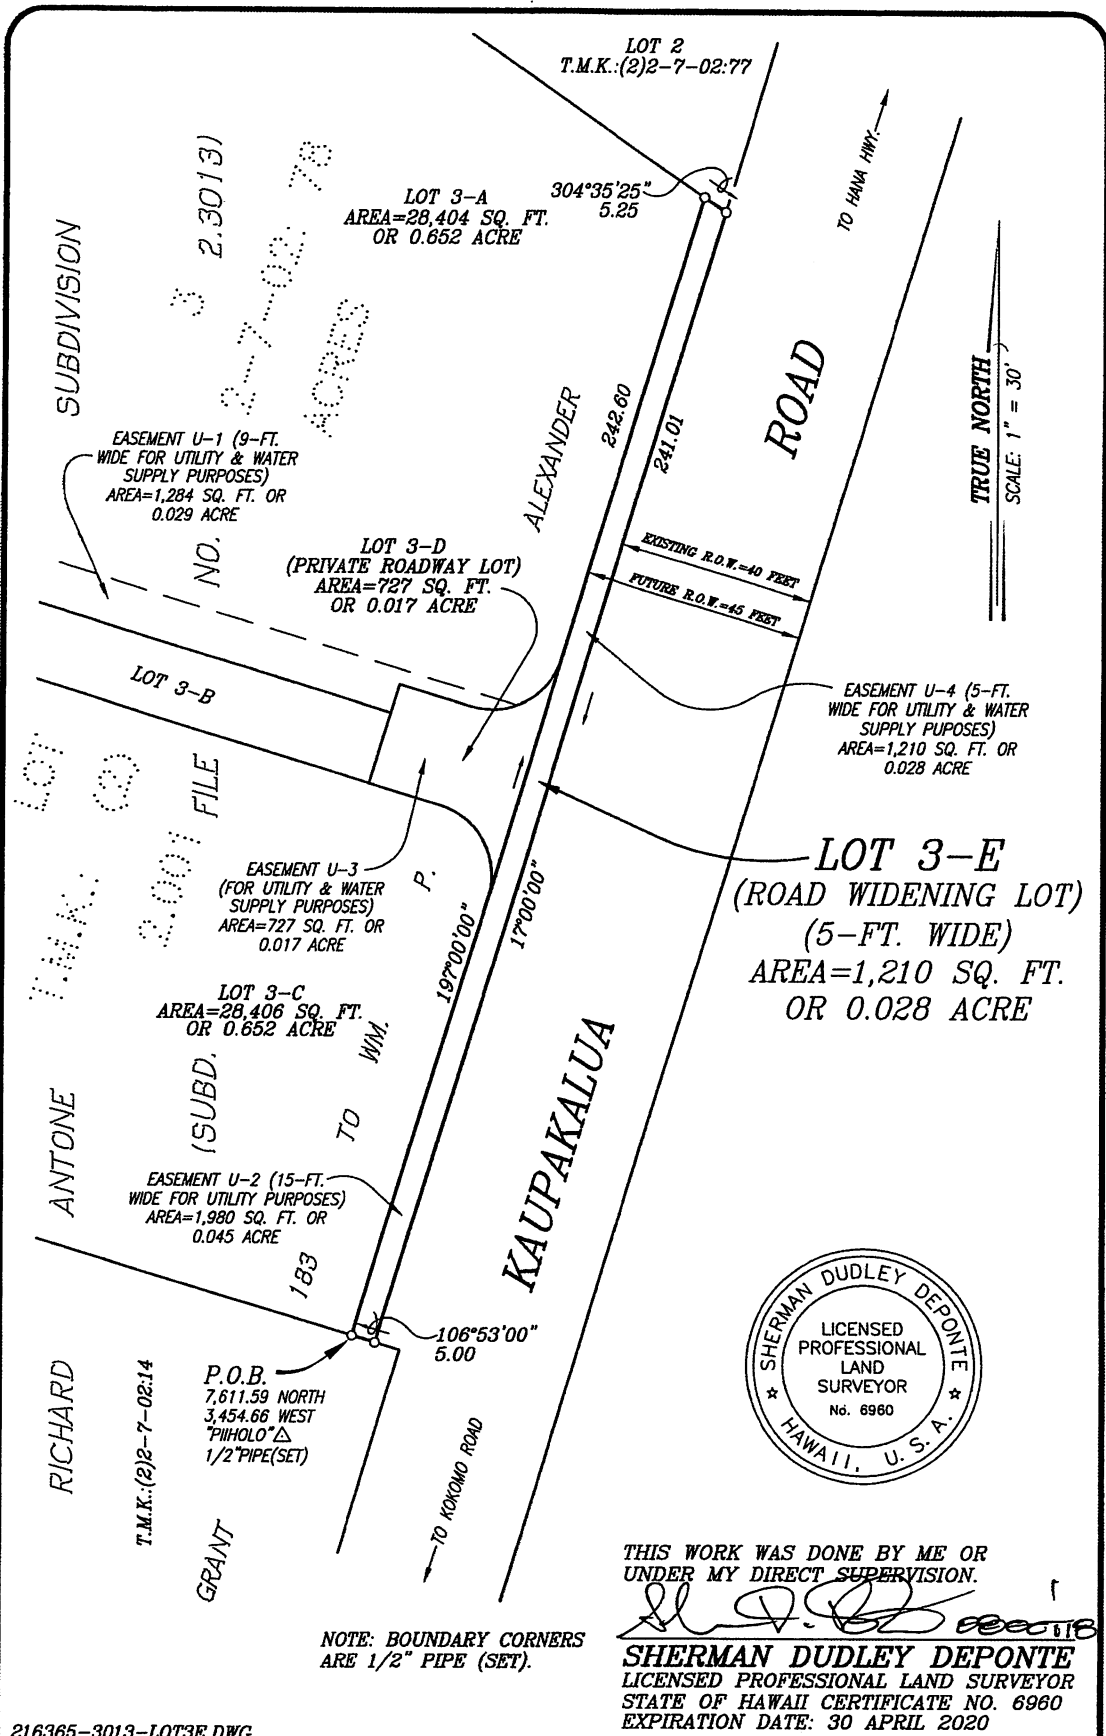 LOT 2
T.M.K.:(2)2-7-02:77
TO HANA HWY.
SUBDIVISION
3 2.3013)
2-7-02: 78
ACRES
LOT 3-A
AREA=28,404 SQ. FT.
OR 0.652 ACRE
304°35'25"
5.25
ROAD
TRUE NORTH
SCALE: 1" = 30'
242.60
241.01
ALEXANDER
EASEMENT U-1 (9-FT.
WIDE FOR UTILITY & WATER
SUPPLY PURPOSES)
AREA=1,284 SQ. FT. OR
0.029 ACRE
NO.
LOT 3-D
(PRIVATE ROADWAY LOT)
AREA=727 SQ. FT.
OR 0.017 ACRE
EXISTING R.O.W.=40 FEET
FUTURE R.O.W.=45 FEET
LOT 3-B
EASEMENT U-4 (5-FT.
WIDE FOR UTILITY & WATER
SUPPLY PUPOSES)
AREA=1,210 SQ. FT. OR
0.028 ACRE
LOT
(2)
FILE
T.M.K.:
2.001
EASEMENT U-3
(FOR UTILITY & WATER
SUPPLY PURPOSES)
AREA=727 SQ. FT. OR
0.017 ACRE
P.
LOT 3-E
(ROAD WIDENING LOT)
(5-FT. WIDE)
AREA=1,210 SQ. FT.
OR 0.028 ACRE
197°00'00"
17°00'00"
LOT 3-C
AREA=28,406 SQ. FT.
OR 0.652 ACRE
WM.
(SUBD.
TO
ANTONE
KAUPAKALUA
EASEMENT U-2 (15-FT.
WIDE FOR UTILITY PURPOSES)
AREA=1,980 SQ. FT. OR
0.045 ACRE
183
106°53'00"
5.00
P.O.B.
7,611.59 NORTH
3,454.66 WEST
"PIIHOLO"△
1/2"PIPE(SET)
RICHARD
T.M.K.:(2)2-7-02:14
GRANT
TO KOKOMO ROAD
SHERMAN DUDLEY DEPONTE
LICENSED
PROFESSIONAL
LAND
SURVEYOR
No. 6960
HAWAII, U. S. A.
THIS WORK WAS DONE BY ME OR
UNDER MY DIRECT SUPERVISION.
NOTE: BOUNDARY CORNERS
ARE 1/2" PIPE (SET).
SHERMAN DUDLEY DEPONTE
LICENSED PROFESSIONAL LAND SURVEYOR
STATE OF HAWAII CERTIFICATE NO. 6960
EXPIRATION DATE: 30 APRIL 2020
216365-3013-LOT3E.DWG